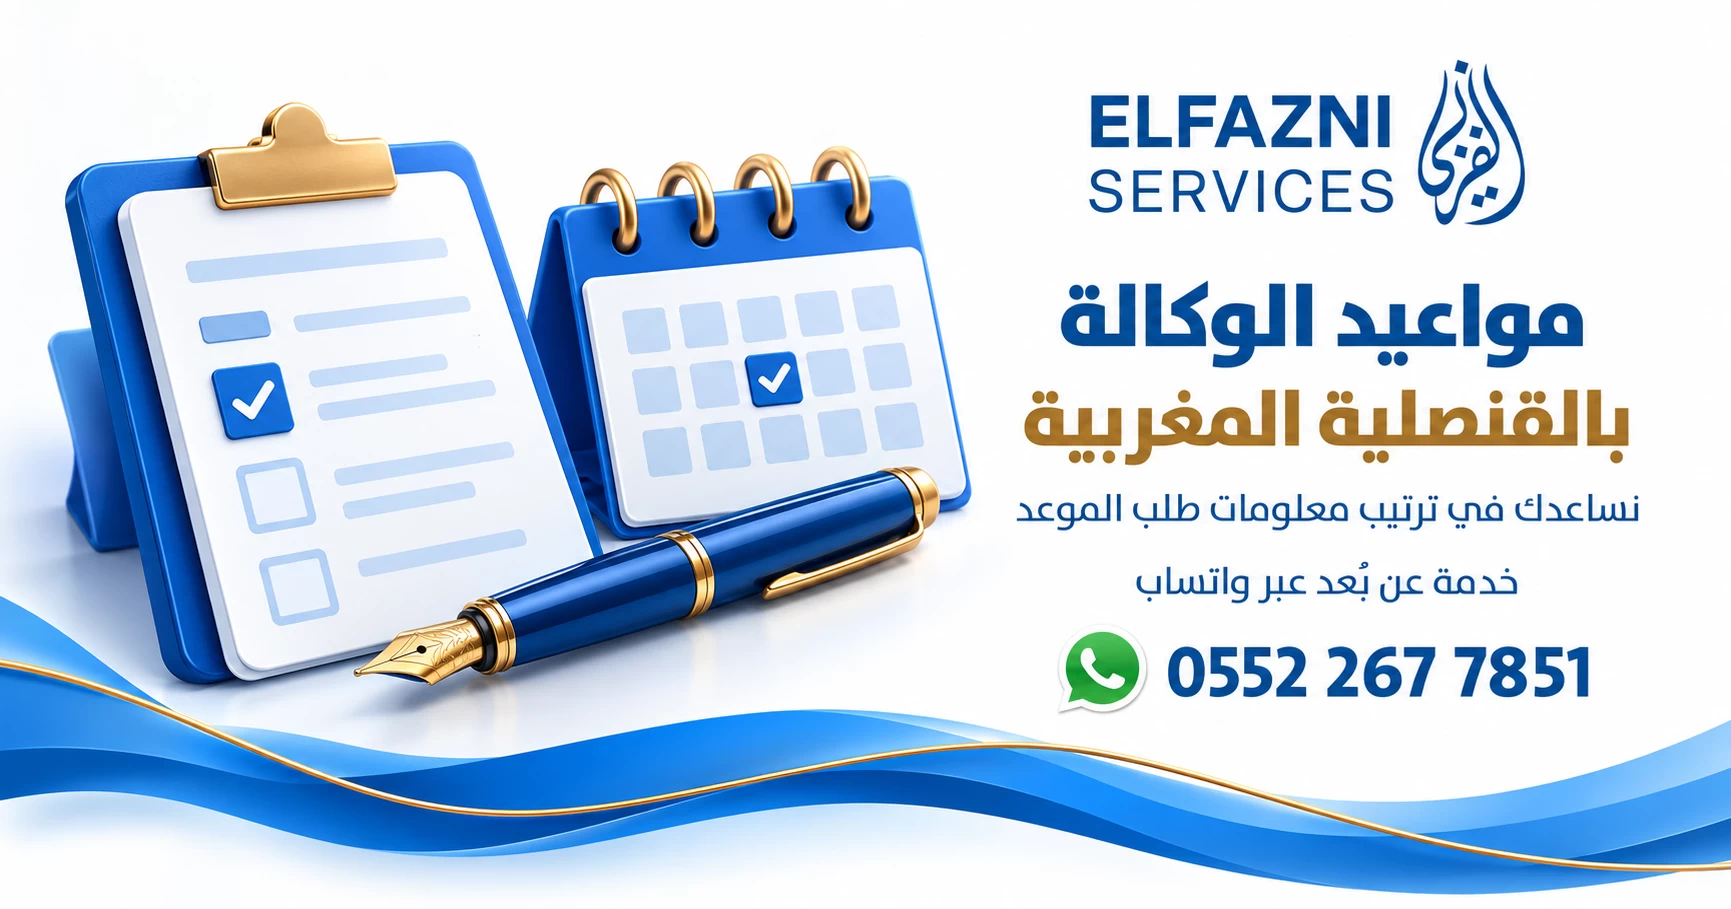 ELFAZNI
SERVICES
الفزني
مواعيد الوكالة
بالقنصلية المغربية
نساعدك في ترتيب معلومات طلب الموعد
خدمة عن بُعد عبر واتساب
0552 267 7851